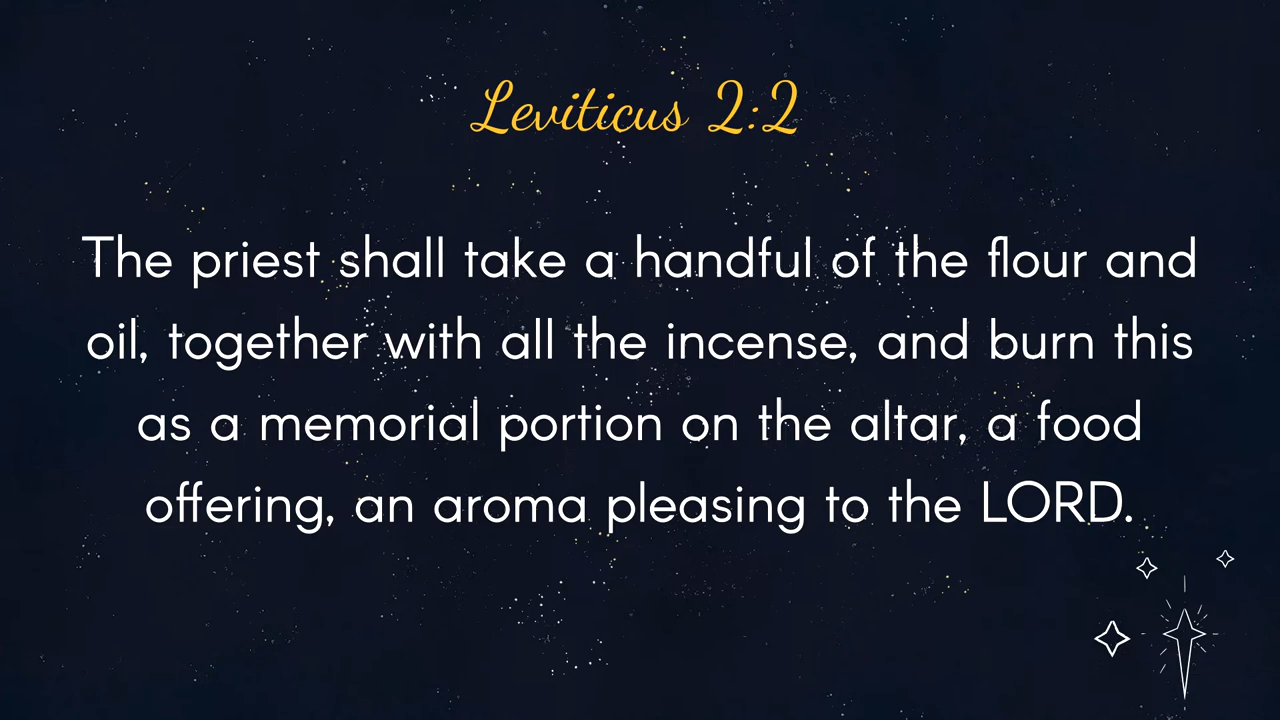 Leviticus 2:2
The priest shall take a handful of the flour and
oil, together with all the incense, and burn this
as a memorial portion on the altar, a food
offering, an aroma pleasing to the LORD.